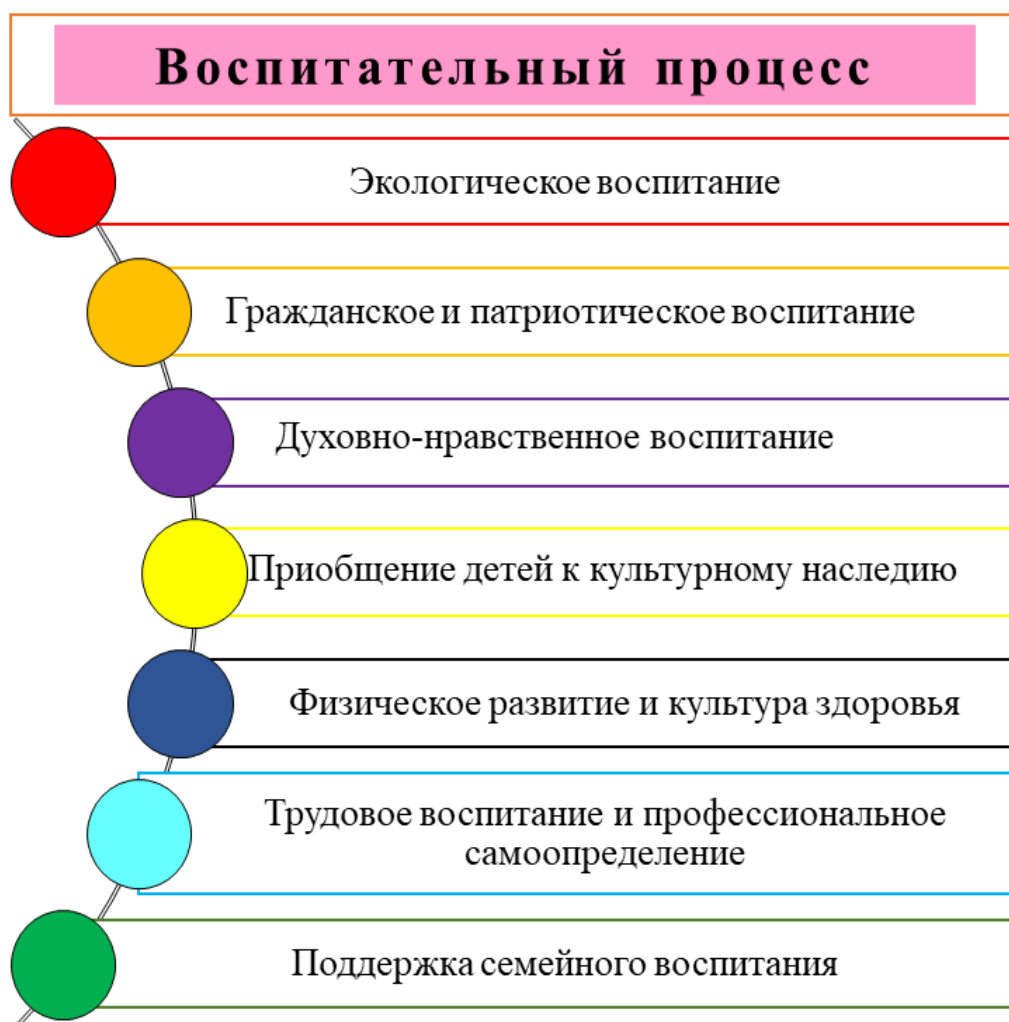 Воспитательный процесс
Экологическое воспитание
Гражданское и патриотическое воспитание
Духовно-нравственное воспитание
Приобщение детей к культурному наследию
Физическое развитие и культура здоровья
Трудовое воспитание и профессиональное
самоопределение
Поддержка семейного воспитания